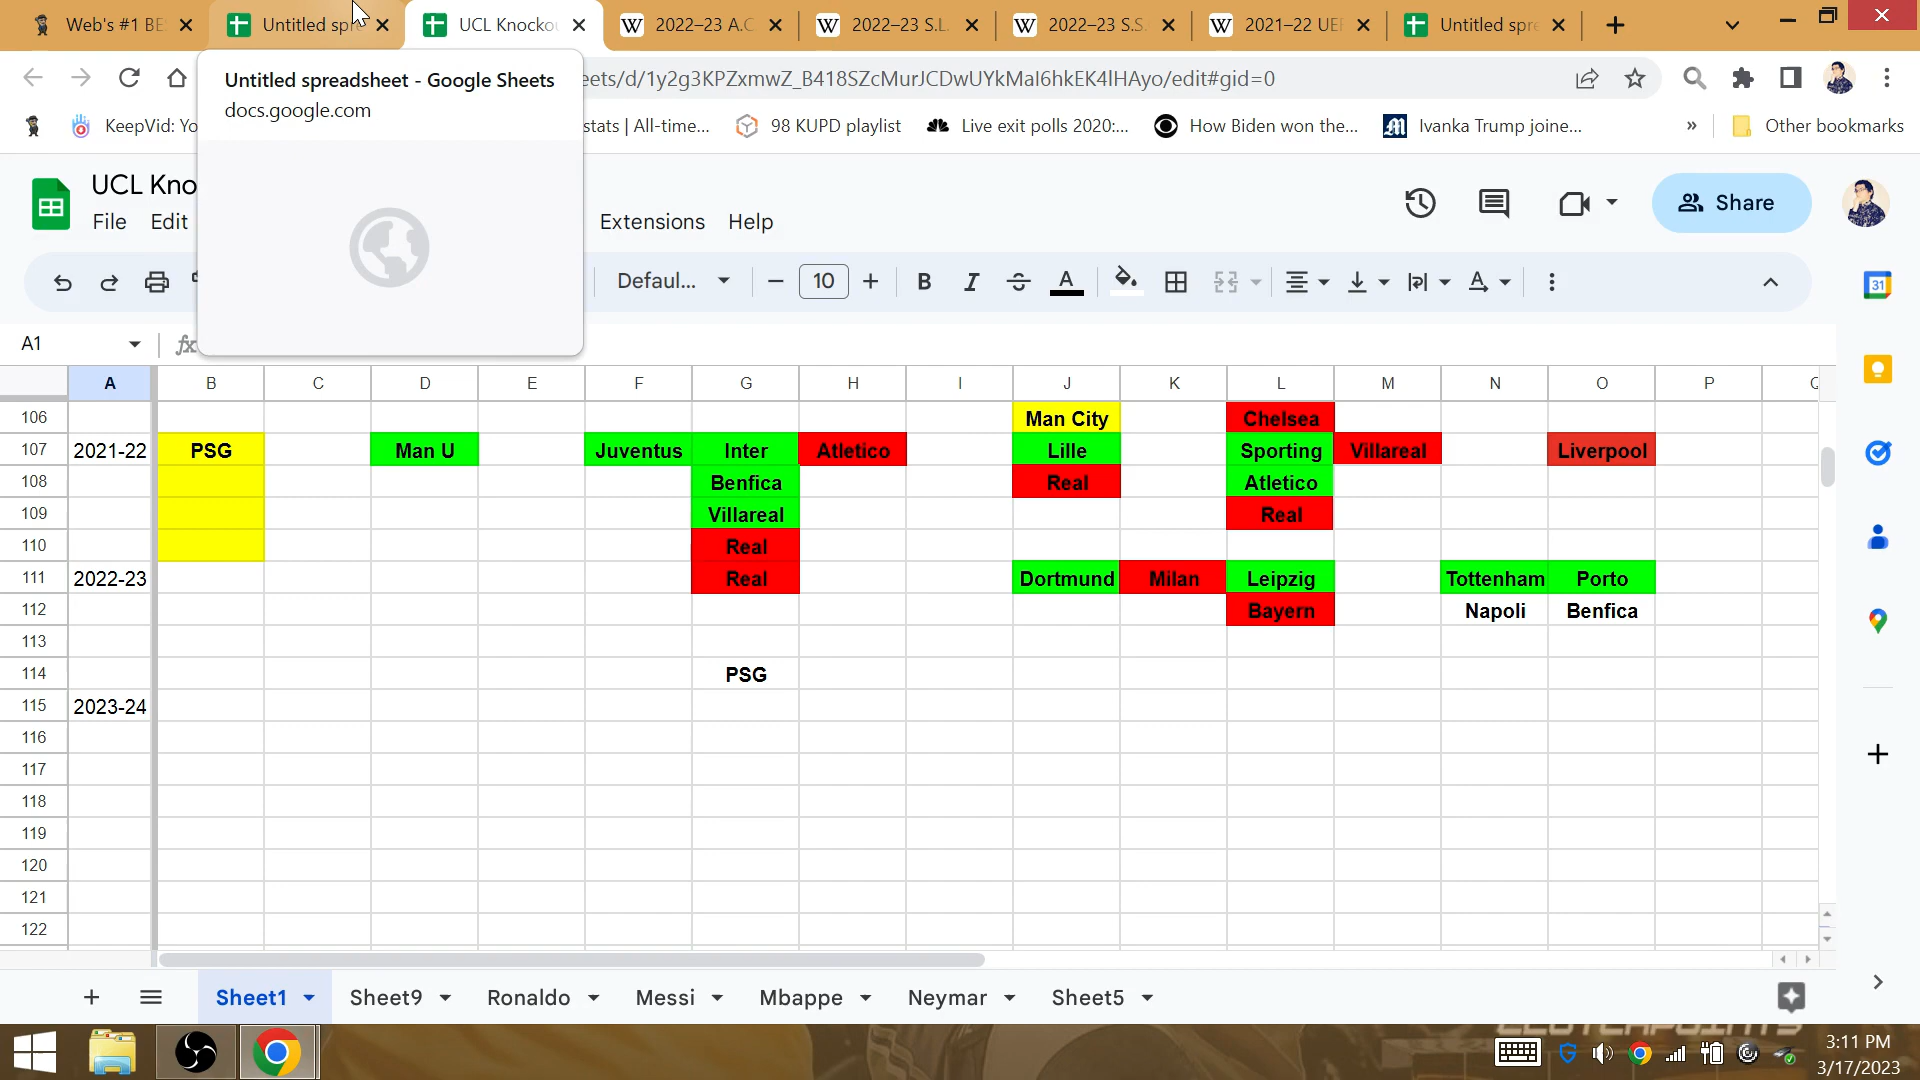 Web's #1 BE
Untitled spre
UCL Knockou
2022–23 A.C
2022–23 S.L.
2022–23 S.S.
2021–22 UEF
Untitled spre
Untitled spreadsheet - Google Sheets
docs.google.com
eets/d/1y2g3KPZxmwZ_B418SZcMurJCDwUYkMal6hkEK4lHAyo/edit#gid=0
KeepVid: Yo
stats | All-time...
98 KUPD playlist
Live exit polls 2020:...
How Biden won the...
Ivanka Trump joine...
»
Other bookmarks
UCL Kno
File Edit Extensions Help
Share
Defaul... 10
31
A1
A B C D E F G H I J K L M N O P
106 Man City Chelsea
107 2021-22 PSG Man U Juventus Inter Atletico Lille Sporting Villareal Liverpool
108 Benfica Real Atletico
109 Villareal Real
110 Real
111 2022-23 Real Dortmund Milan Leipzig Tottenham Porto
112 Bayern Napoli Benfica
113
114 PSG
115 2023-24
116
117
118
119
120
121
122
Sheet1 Sheet9 Ronaldo Messi Mbappe Neymar Sheet5
3:11 PM
3/17/2023